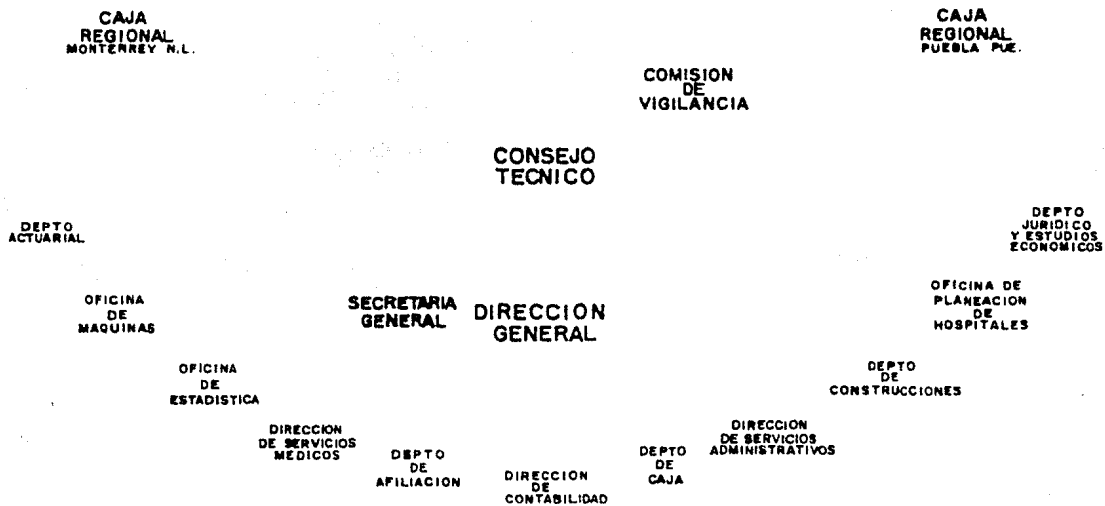 CAJA
REGIONAL
MONTERREY N.L.
CAJA
REGIONAL
PUEBLA PUE.
COMISION
DE
VIGILANCIA
CONSEJO
TECNICO
DEPTO
ACTUARIAL
DEPTO
JURIDICO
Y ESTUDIOS
ECONOMICOS
OFICINA
DE
MAQUINAS
SECRETARIA
GENERAL
DIRECCION
GENERAL
OFICINA DE
PLANEACION
DE
HOSPITALES
OFICINA
DE
ESTADISTICA
DEPTO
DE
CONSTRUCCIONES
DIRECCION
DE SERVICIOS
MEDICOS
DEPTO
DE
AFILIACION
DIRECCION
DE
CONTABILIDAD
DEPTO
DE
CAJA
DIRECCION
DE SERVICIOS
ADMINISTRATIVOS